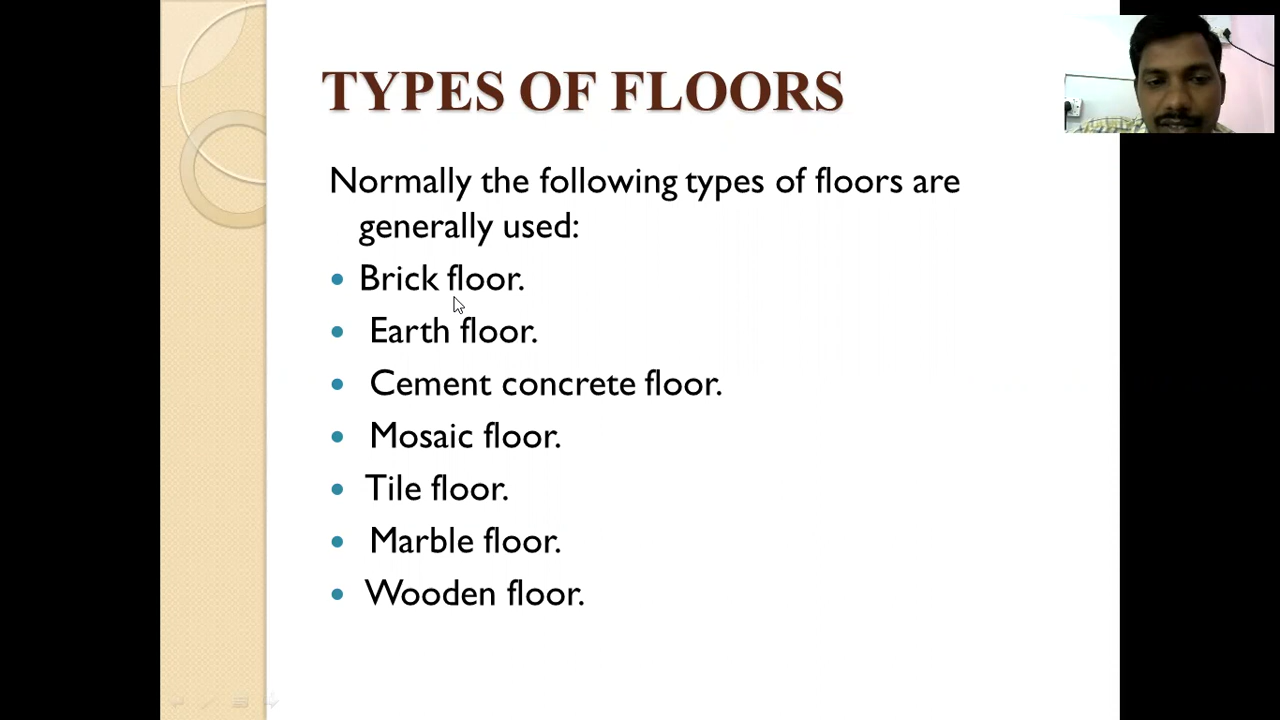 TYPES OF FLOORS
Normally the following types of floors are
generally used:
• Brick floor.
• Earth floor.
• Cement concrete floor.
• Mosaic floor.
• Tile floor.
• Marble floor.
• Wooden floor.